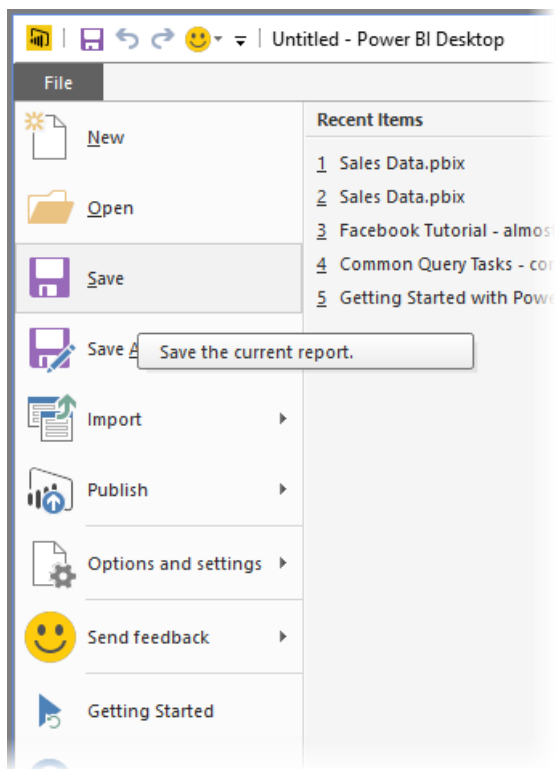 Untitled - Power BI Desktop
File
New
Open
Save
Save A
Save the current report.
Import
Publish
Options and settings
Send feedback
Getting Started
Recent Items
1 Sales Data.pbix
2 Sales Data.pbix
3 Facebook Tutorial - almos
4 Common Query Tasks - cor
5 Getting Started with Powe